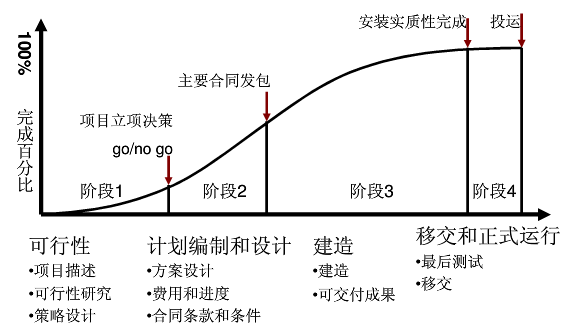 安装实质性完成
投运
100%
主要合同发包
完成百分比
项目立项决策
go/no go
阶段1
阶段2
阶段3
阶段4
可行性
•项目描述
•可行性研究
•策略设计
计划编制和设计
•方案设计
•费用和进度
•合同条款和条件
建造
•建造
•可交付成果
移交和正式运行
•最后测试
•移交